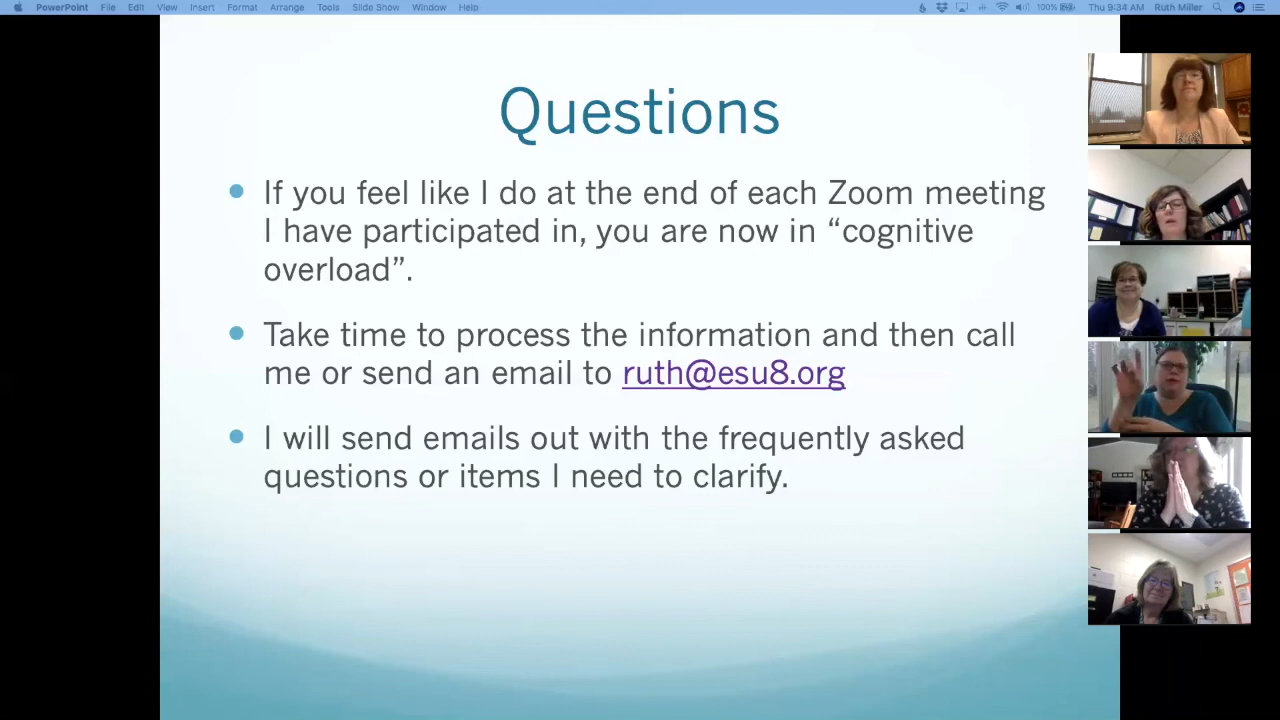 PowerPoint File Edit View Insert Format Arrange Tools Slide Show Window Help 100% Thu 9:34 AM Ruth Miller
Questions
If you feel like I do at the end of each Zoom meeting
I have participated in, you are now in “cognitive
overload”.
Take time to process the information and then call
me or send an email to ruth@esu8.org
I will send emails out with the frequently asked
questions or items I need to clarify.